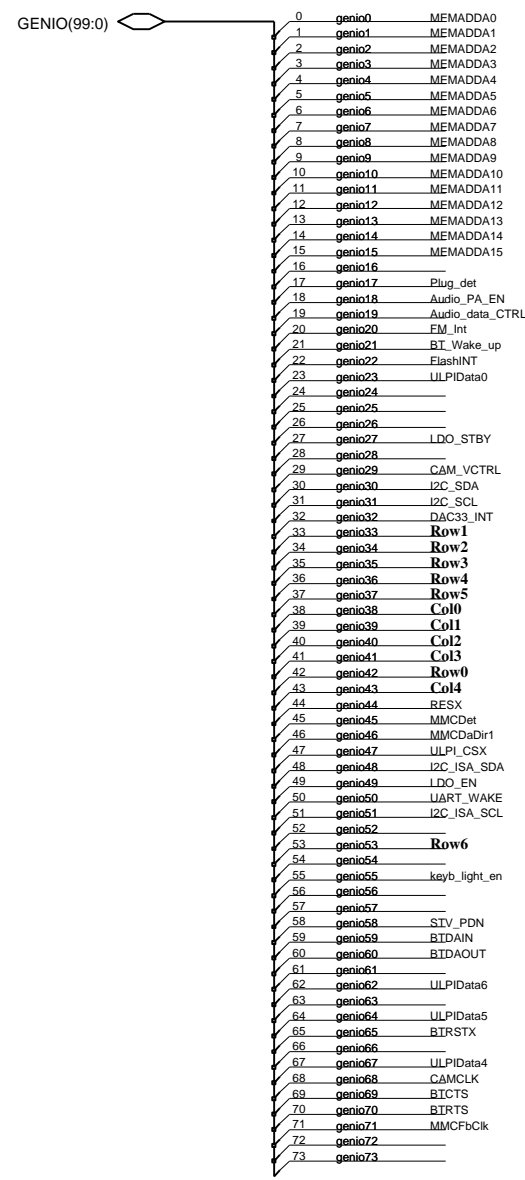 GENIO(99:0)
0 genio0 MEMADDA0
1 genio1 MEMADDA1
2 genio2 MEMADDA2
3 genio3 MEMADDA3
4 genio4 MEMADDA4
5 genio5 MEMADDA5
6 genio6 MEMADDA6
7 genio7 MEMADDA7
8 genio8 MEMADDA8
9 genio9 MEMADDA9
10 genio10 MEMADDA10
11 genio11 MEMADDA11
12 genio12 MEMADDA12
13 genio13 MEMADDA13
14 genio14 MEMADDA14
15 genio15 MEMADDA15
16 genio16
17 genio17 Plug_det
18 genio18 Audio_PA_EN
19 genio19 Audio_data_CTRL
20 genio20 FM_Int
21 genio21 BT_Wake_up
22 genio22 FlashINT
23 genio23 ULPIData0
24 genio24
25 genio25
26 genio26
27 genio27 LDO_STBY
28 genio28
29 genio29 CAM_VCTRL
30 genio30 I2C_SDA
31 genio31 I2C_SCL
32 genio32 DAC33_INT
33 genio33 Row1
34 genio34 Row2
35 genio35 Row3
36 genio36 Row4
37 genio37 Row5
38 genio38 Col0
39 genio39 Col1
40 genio40 Col2
41 genio41 Col3
42 genio42 Row0
43 genio43 Col4
44 genio44 RESX
45 genio45 MMCDet
46 genio46 MMCDaDir1
47 genio47 ULPI_CSX
48 genio48 I2C_ISA_SDA
49 genio49 LDO_EN
50 genio50 UART_WAKE
51 genio51 I2C_ISA_SCL
52 genio52
53 genio53 Row6
54 genio54
55 genio55 keyb_light_en
56 genio56
57 genio57
58 genio58 STV_PDN
59 genio59 BTDAIN
60 genio60 BTDAOUT
61 genio61
62 genio62 ULPIData6
63 genio63
64 genio64 ULPIData5
65 genio65 BTRSTX
66 genio66
67 genio67 ULPIData4
68 genio68 CAMCLK
69 genio69 BTCTS
70 genio70 BTRTS
71 genio71 MMCFbClk
72 genio72
73 genio73